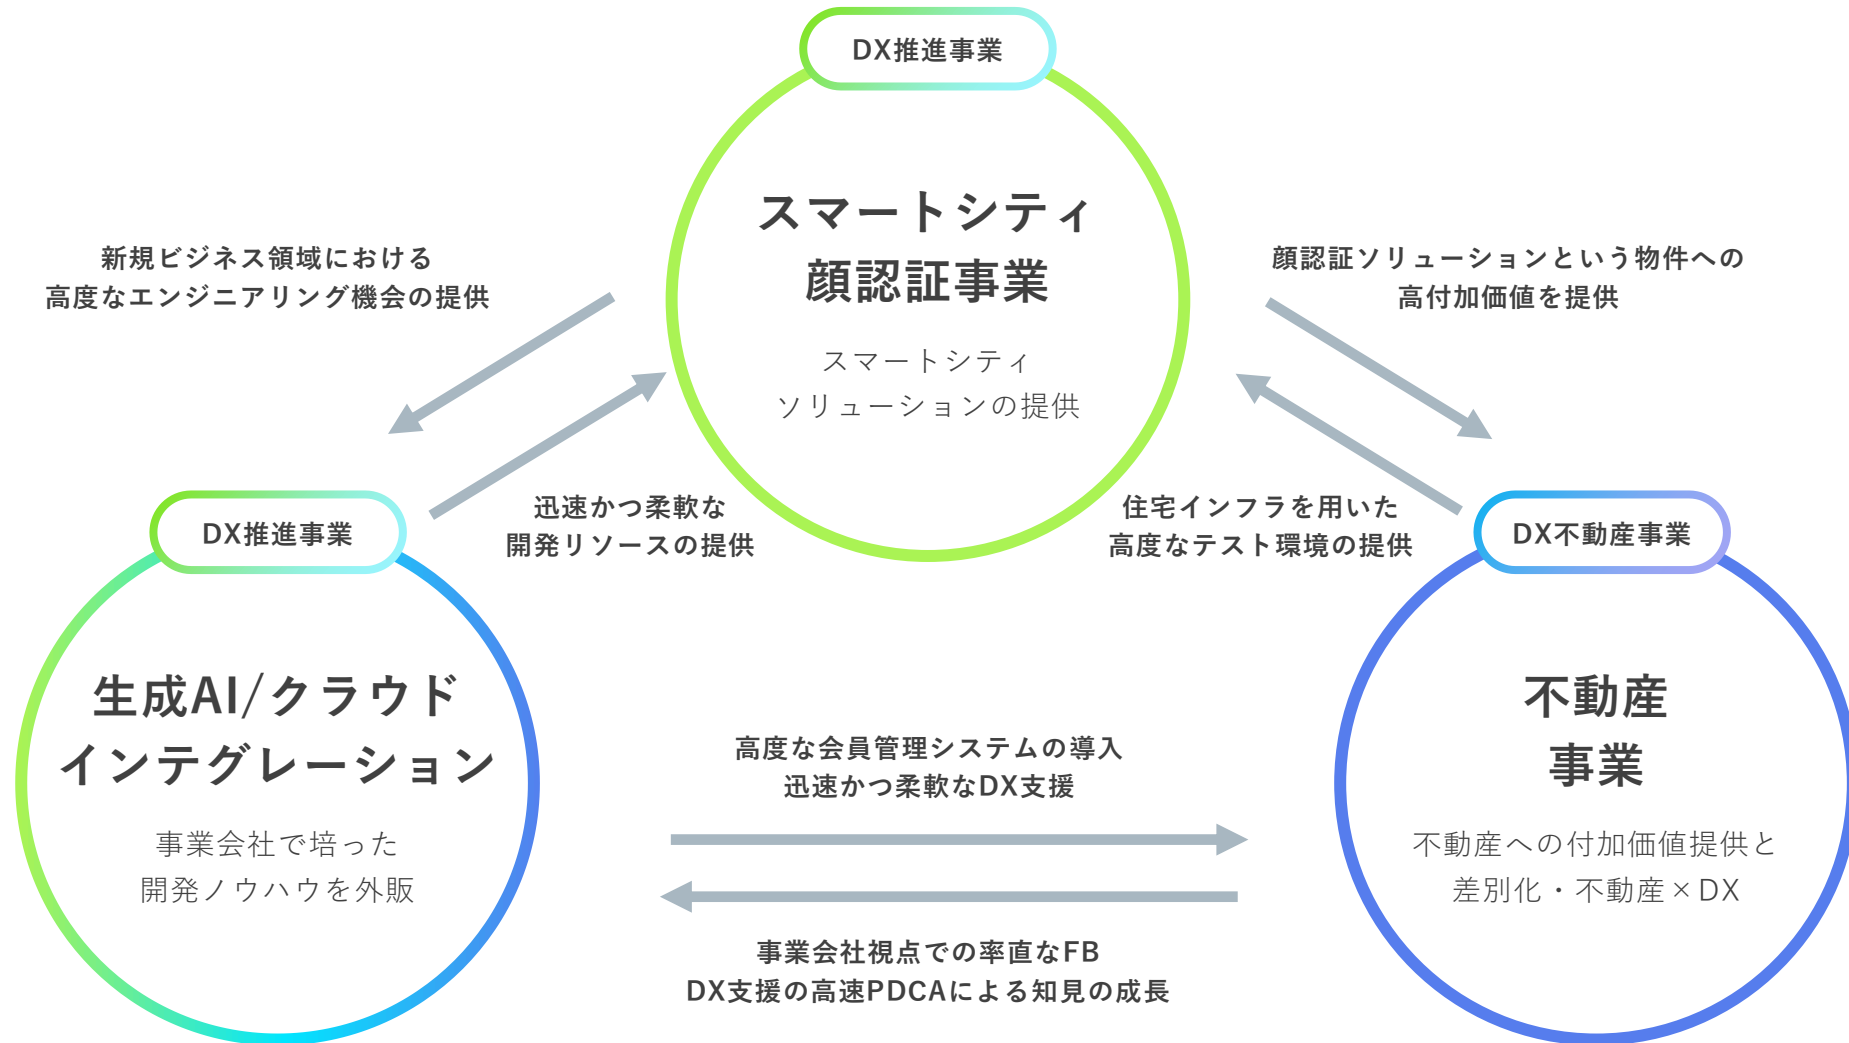 DX推進事業
スマートシティ
顔認証事業
スマートシティ
ソリューションの提供
新規ビジネス領域における
高度なエンジニアリング機会の提供
顔認証ソリューションという物件への
高付加価値を提供
迅速かつ柔軟な
開発リソースの提供
住宅インフラを用いた
高度なテスト環境の提供
DX推進事業
生成AI/クラウド
インテグレーション
事業会社で培った
開発ノウハウを外販
高度な会員管理システムの導入
迅速かつ柔軟なDX支援
事業会社視点での率直なFB
DX支援の高速PDCAによる知見の成長
DX不動産事業
不動産
事業
不動産への付加価値提供と
差別化・不動産×DX